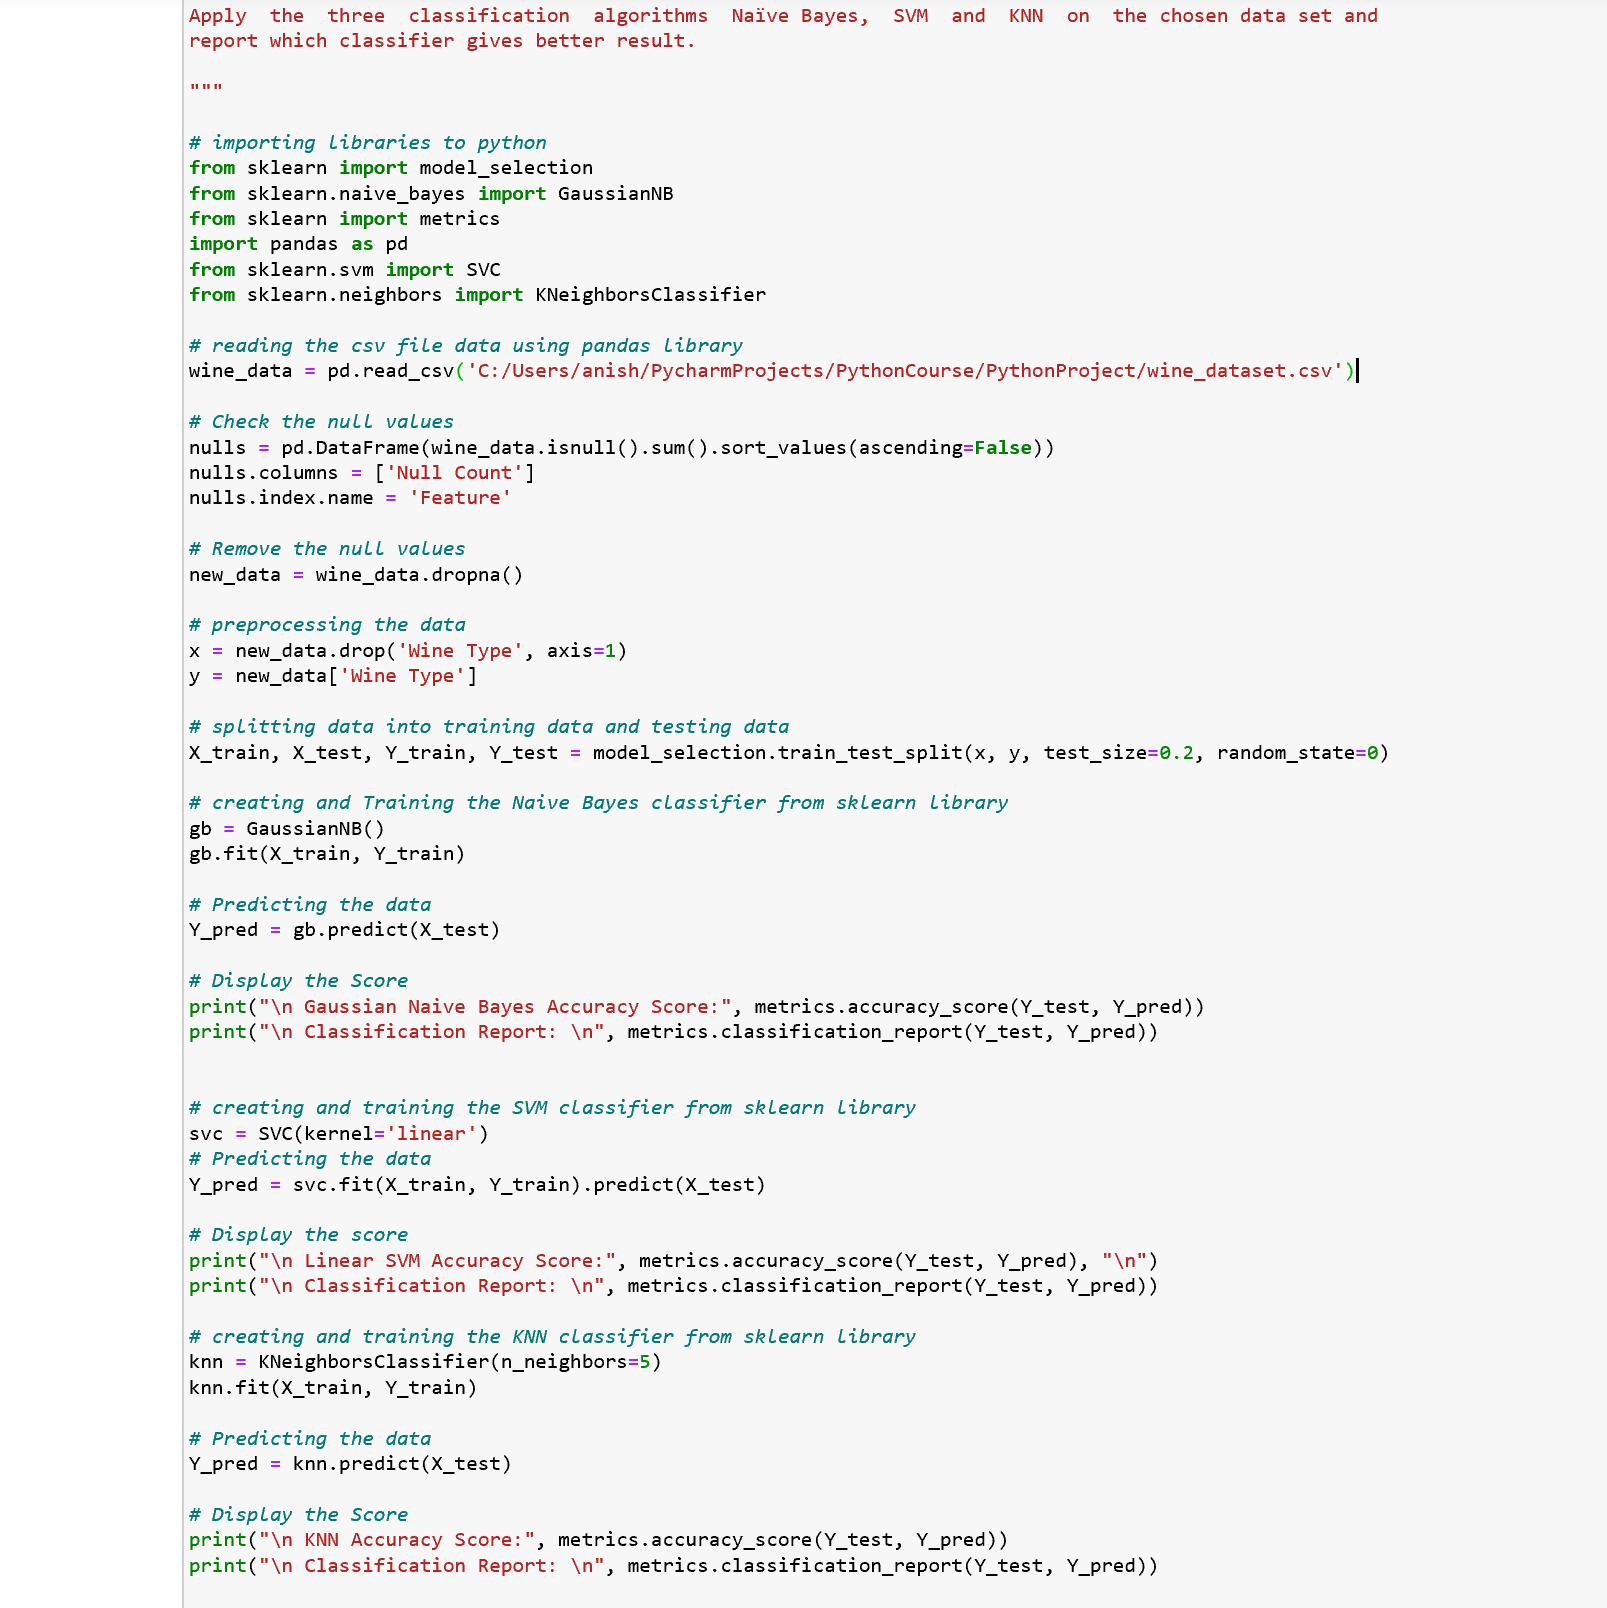 Apply the three classification algorithms Naïve Bayes, SVM and KNN on the chosen data set and
report which classifier gives better result.
"""
# importing libraries to python
from sklearn import model_selection
from sklearn.naive_bayes import GaussianNB
from sklearn import metrics
import pandas as pd
from sklearn.svm import SVC
from sklearn.neighbors import KNeighborsClassifier
# reading the csv file data using pandas library
wine_data = pd.read_csv('C:/Users/anish/PycharmProjects/PythonCourse/PythonProject/wine_dataset.csv')
# Check the null values
nulls = pd.DataFrame(wine_data.isnull().sum().sort_values(ascending=False))
nulls.columns = ['Null Count']
nulls.index.name = 'Feature'
# Remove the null values
new_data = wine_data.dropna()
# preprocessing the data
x = new_data.drop('Wine Type', axis=1)
y = new_data['Wine Type']
# splitting data into training data and testing data
X_train, X_test, Y_train, Y_test = model_selection.train_test_split(x, y, test_size=0.2, random_state=0)
# creating and Training the Naive Bayes classifier from sklearn library
gb = GaussianNB()
gb.fit(X_train, Y_train)
# Predicting the data
Y_pred = gb.predict(X_test)
# Display the Score
print("\n Gaussian Naive Bayes Accuracy Score:", metrics.accuracy_score(Y_test, Y_pred))
print("\n Classification Report: \n", metrics.classification_report(Y_test, Y_pred))
# creating and training the SVM classifier from sklearn library
svc = SVC(kernel='linear')
# Predicting the data
Y_pred = svc.fit(X_train, Y_train).predict(X_test)
# Display the score
print("\n Linear SVM Accuracy Score:", metrics.accuracy_score(Y_test, Y_pred), "\n")
print("\n Classification Report: \n", metrics.classification_report(Y_test, Y_pred))
# creating and training the KNN classifier from sklearn library
knn = KNeighborsClassifier(n_neighbors=5)
knn.fit(X_train, Y_train)
# Predicting the data
Y_pred = knn.predict(X_test)
# Display the Score
print("\n KNN Accuracy Score:", metrics.accuracy_score(Y_test, Y_pred))
print("\n Classification Report: \n", metrics.classification_report(Y_test, Y_pred))